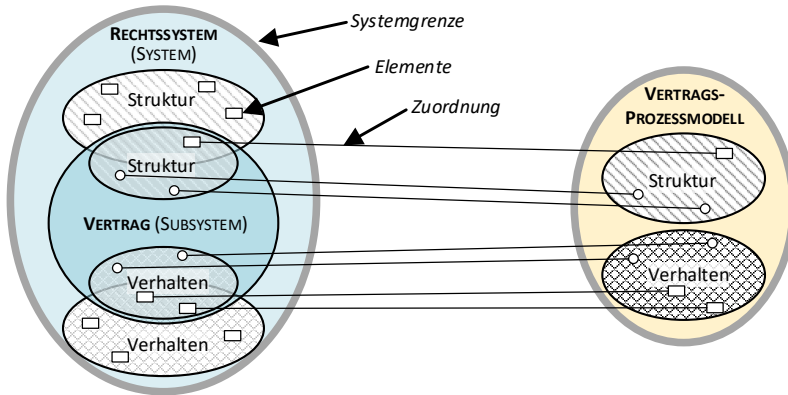 Systemgrenze
RECHTSSYSTEM
(SYSTEM)
Elemente
Struktur
Zuordnung
VERTRAGS-
PROZESSMODELL
Struktur
Struktur
VERTRAG (SUBSYSTEM)
Verhalten
Verhalten
Verhalten